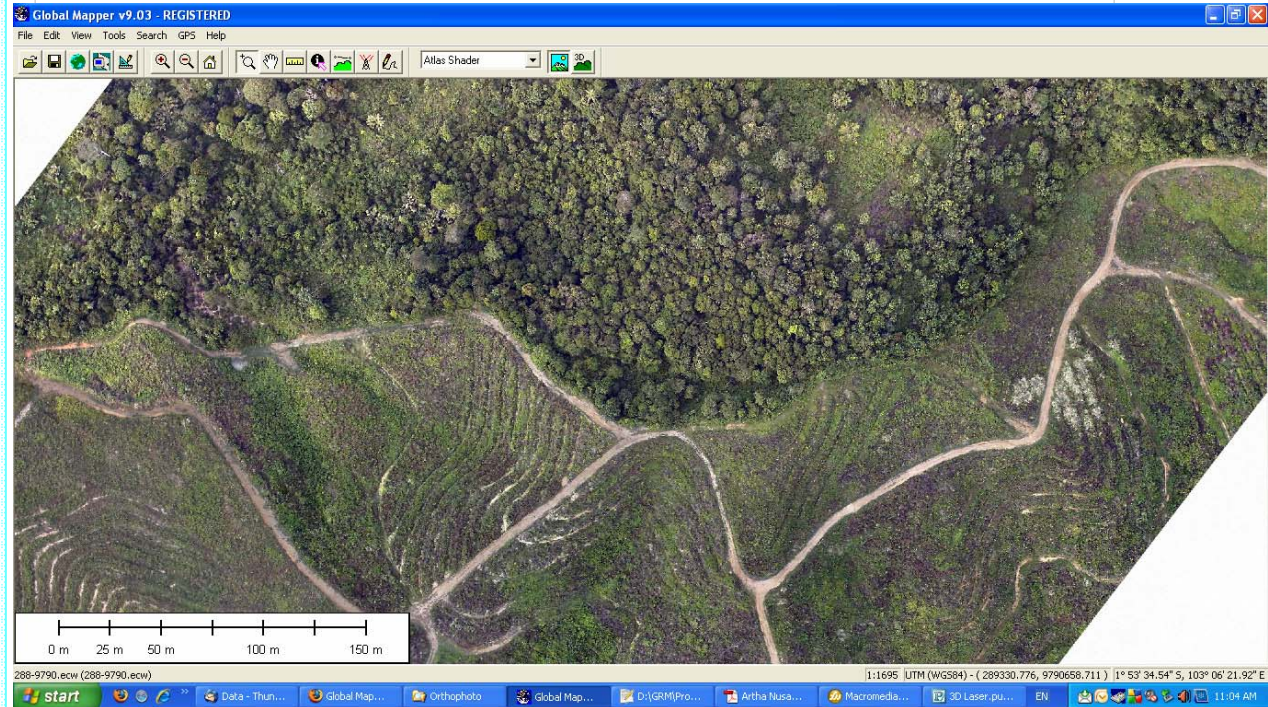 Global Mapper v9.03 - REGISTERED
File Edit View Tools Search GPS Help
Atlas Shader
3D
0 m 25 m 50 m 100 m 150 m
288-9790.ecw (288-9790.ecw)
1:1695 UTM (WGS84) - ( 289330.776, 9790658.711 ) 1° 53' 34.54" S, 103° 06' 21.92" E
start
Data - Thun...
Global Map...
Orthophoto
Global Map...
D:\GRM\Pro...
Artha Nusa...
Macromedia...
3D Laser.pu...
EN
11:04 AM